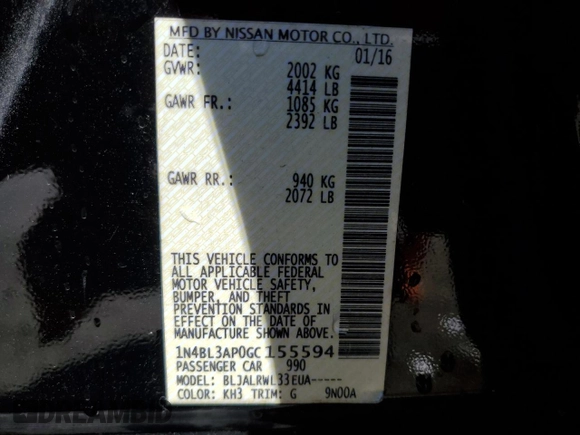 MFD BY NISSAN MOTOR CO., LTD.
DATE: 01/16
GVWR: 2002 KG
4414 LB
GAWR FR.: 1085 KG
2392 LB
GAWR RR.: 940 KG
2072 LB
THIS VEHICLE CONFORMS TO
ALL APPLICABLE FEDERAL
MOTOR VEHICLE SAFETY,
BUMPER, AND THEFT
PREVENTION STANDARDS IN
EFFECT ON THE DATE OF
MANUFACTURE SHOWN ABOVE.
1N4BL3AP0GC155594
PASSENGER CAR 990
MODEL: BLJALRWL33EUA-----
COLOR: KH3 TRIM: G 9N00A
DREAMBID